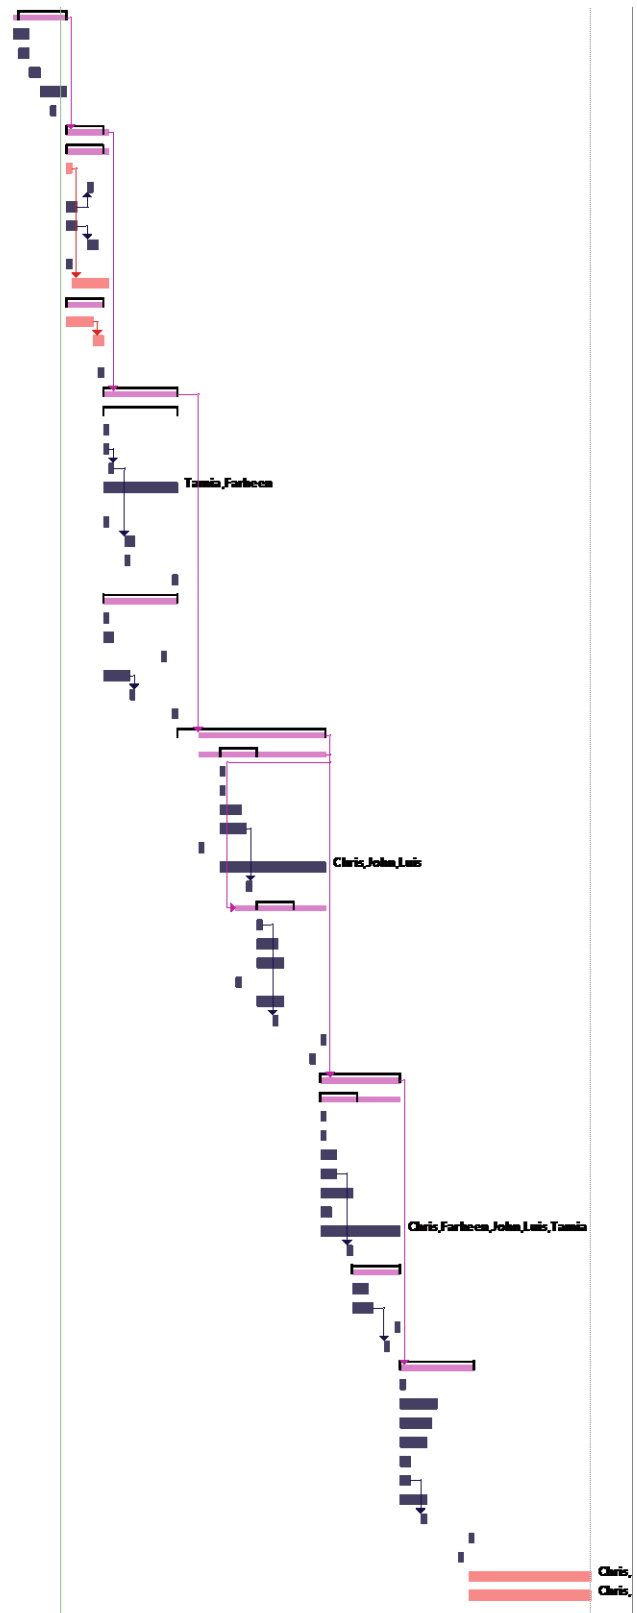 Tamia,Farheen
Chris,John,Luis
Chris,Farheen,John,Luis,Tamia
Chris,
Chris,